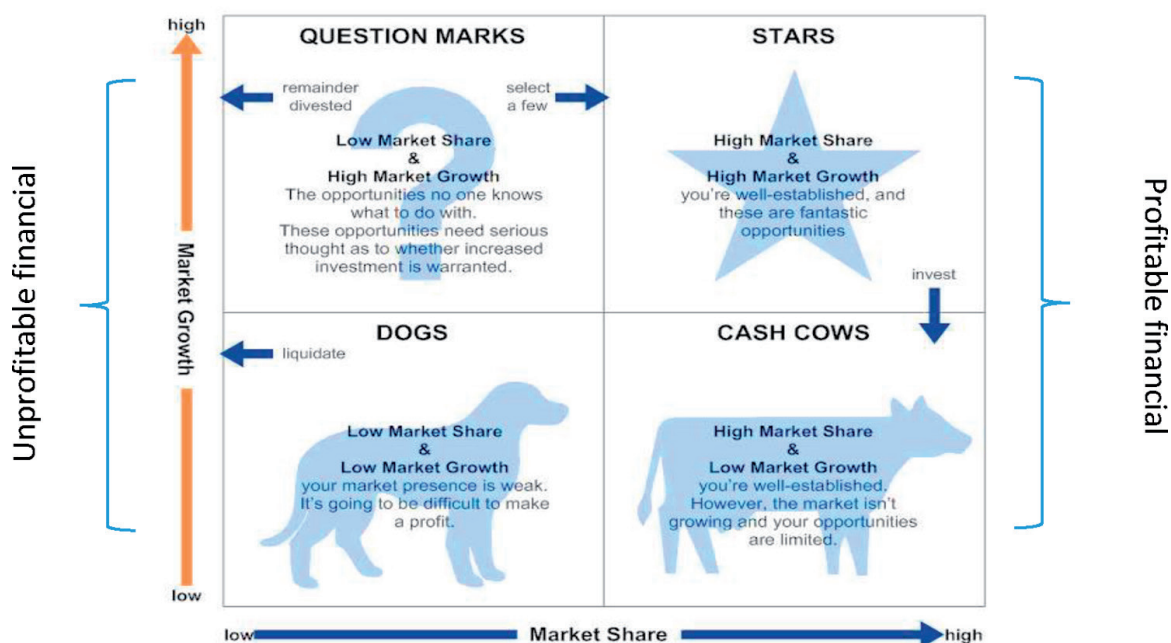 high
QUESTION MARKS
STARS
remainder
divested
select
a few
Low Market Share
&
High Market Growth
The opportunities no one knows
what to do with.
These opportunities need serious
thought as to whether increased
investment is warranted.
High Market Share
&
High Market Growth
you're well-established, and
these are fantastic
opportunities
invest
Unprofitable financial
Market Growth
Profitable financial
DOGS
CASH COWS
liquidate
Low Market Share
&
Low Market Growth
your market presence is weak.
It's going to be difficult to make
a profit.
High Market Share
&
Low Market Growth
you're well-established.
However, the market isn't
growing and your opportunities
are limited.
low
low
Market Share
high